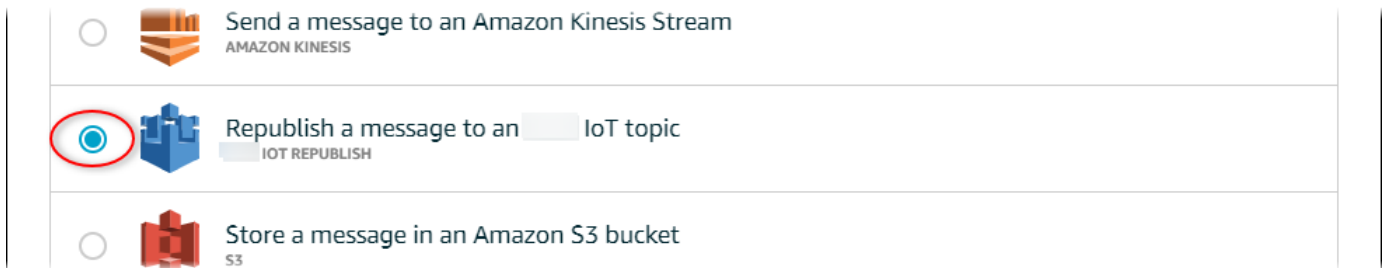 Send a message to an Amazon Kinesis Stream
AMAZON KINESIS
Republish a message to an IoT topic
IOT REPUBLISH
Store a message in an Amazon S3 bucket
S3